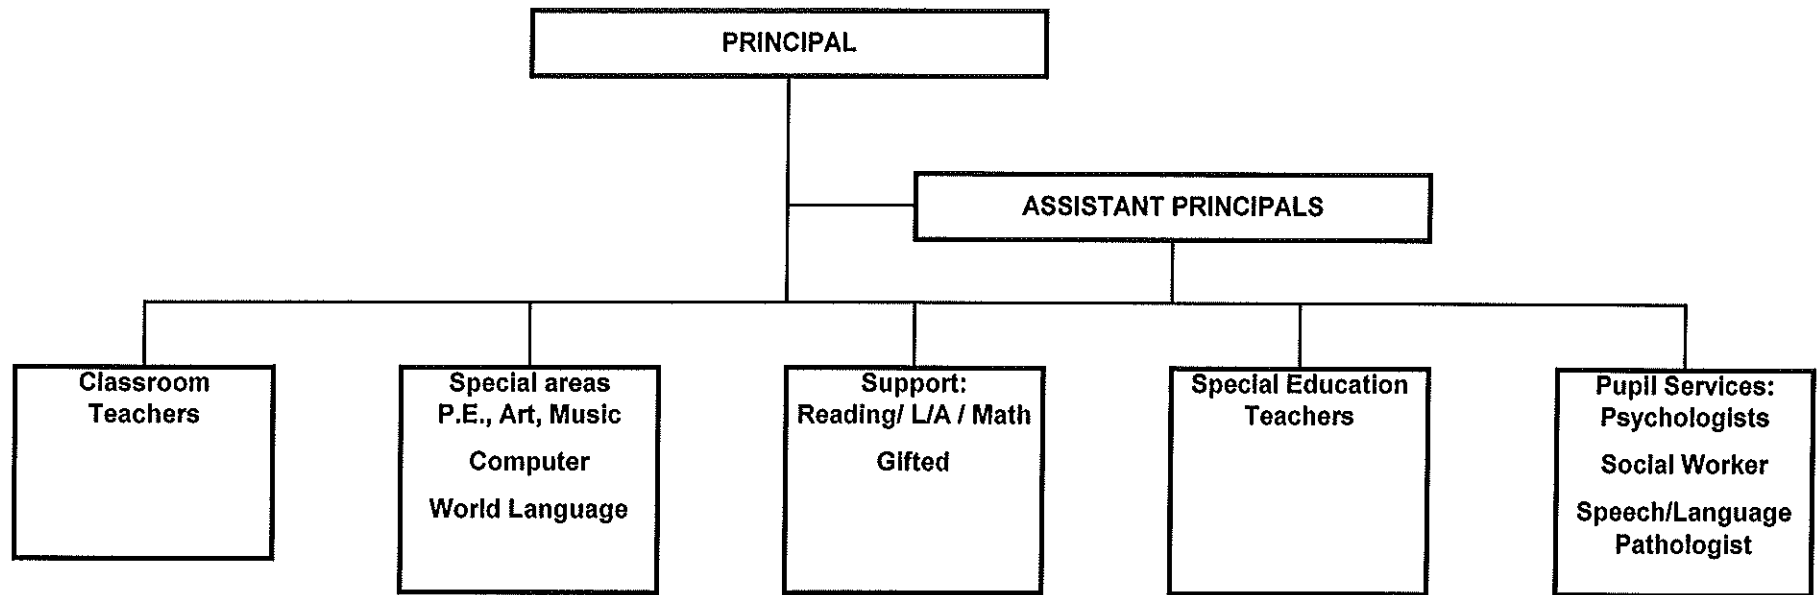 PRINCIPAL
ASSISTANT PRINCIPALS
Classroom
Teachers
Special areas
P.E., Art, Music
Computer
World Language
Support:
Reading/ L/A / Math
Gifted
Special Education
Teachers
Pupil Services:
Psychologists
Social Worker
Speech/Language
Pathologist